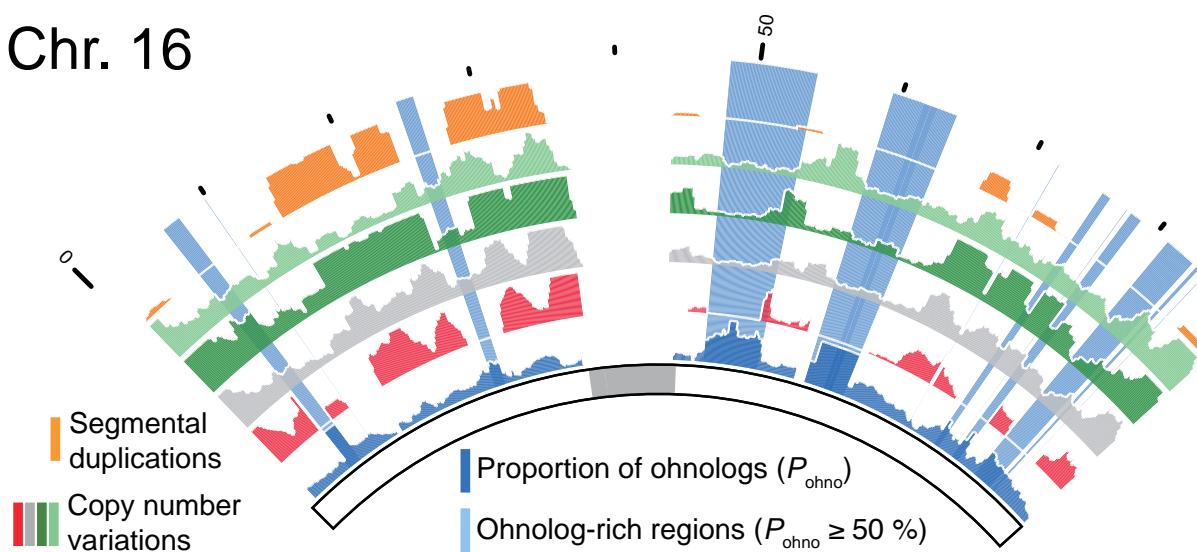 Chr. 16
50
0
Segmental
duplications
Copy number
variations
Proportion of ohnologs (Pohno)
Ohnolog-rich regions (Pohno ≥ 50 %)